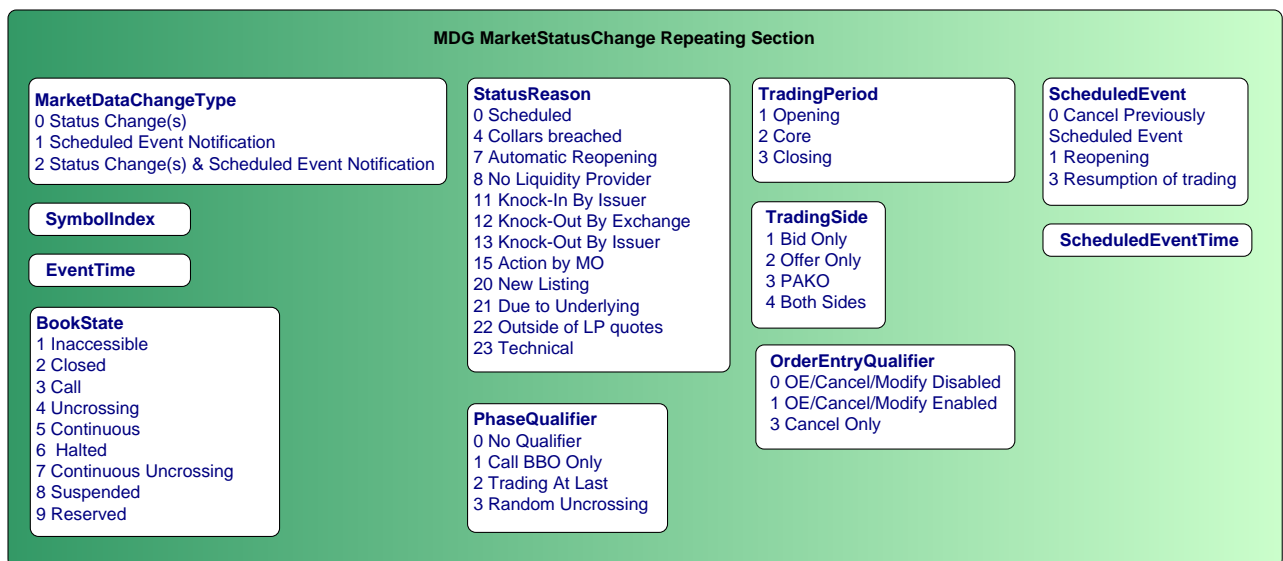 MDG MarketStatusChange Repeating Section
MarketDataChangeType
0 Status Change(s)
1 Scheduled Event Notification
2 Status Change(s) & Scheduled Event Notification
SymbolIndex
EventTime
BookState
1 Inaccessible
2 Closed
3 Call
4 Uncrossing
5 Continuous
6 Halted
7 Continuous Uncrossing
8 Suspended
9 Reserved
StatusReason
0 Scheduled
4 Collars breached
7 Automatic Reopening
8 No Liquidity Provider
11 Knock-In By Issuer
12 Knock-Out By Exchange
13 Knock-Out By Issuer
15 Action by MO
20 New Listing
21 Due to Underlying
22 Outside of LP quotes
23 Technical
PhaseQualifier
0 No Qualifier
1 Call BBO Only
2 Trading At Last
3 Random Uncrossing
TradingPeriod
1 Opening
2 Core
3 Closing
TradingSide
1 Bid Only
2 Offer Only
3 PAKO
4 Both Sides
OrderEntryQualifier
0 OE/Cancel/Modify Disabled
1 OE/Cancel/Modify Enabled
3 Cancel Only
ScheduledEvent
0 Cancel Previously
Scheduled Event
1 Reopening
3 Resumption of trading
ScheduledEventTime